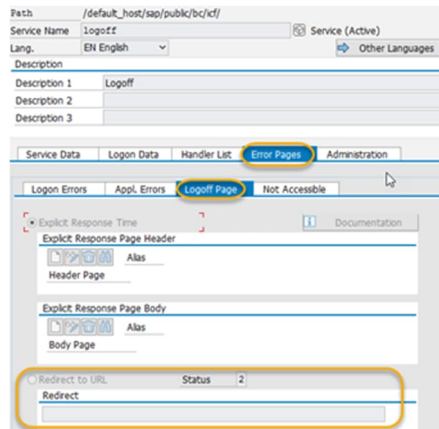 Path /default_host/sap/public/bc/icf/
Service Name logoff Service (Active)
Lang. EN English Other Languages
Description
Description 1 Logoff
Description 2
Description 3
Service Data Logon Data Handler List Error Pages Administration
Logon Errors Appl. Errors Logoff Page Not Accessible
Explicit Response Time Documentation
Explicit Response Page Header
Alias
Header Page
Explicit Response Page Body
Alias
Body Page
Redirect to URL Status 2
Redirect